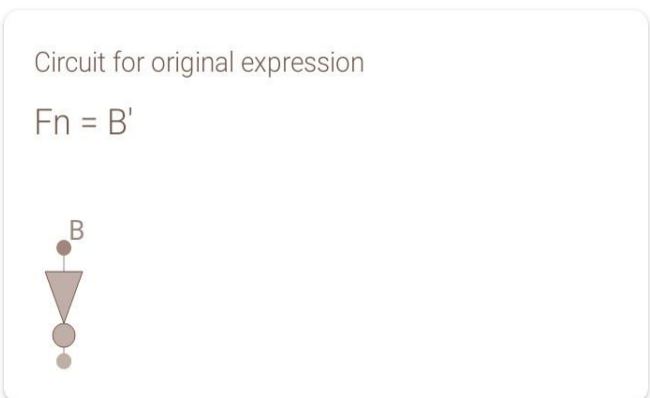 Circuit for original expression
Fn = B'
B